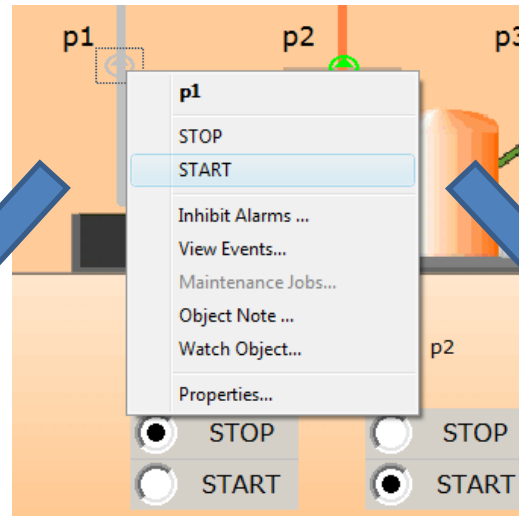 p1
p2
p3
p1
STOP
START
Inhibit Alarms ...
View Events...
Maintenance Jobs...
Object Note ...
Watch Object...
Properties...
p2
STOP
STOP
START
START